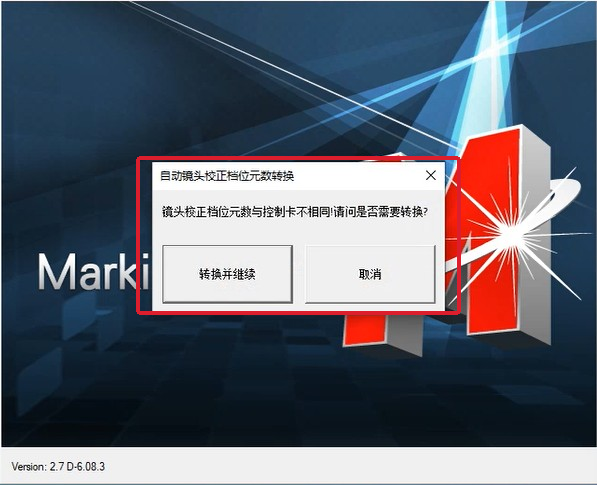 自动镜头校正档位元数转换
镜头校正档位元数与控制卡不相同!请问是否需要转换?
转换并继续
取消
Marki
Version: 2.7 D-6.08.3